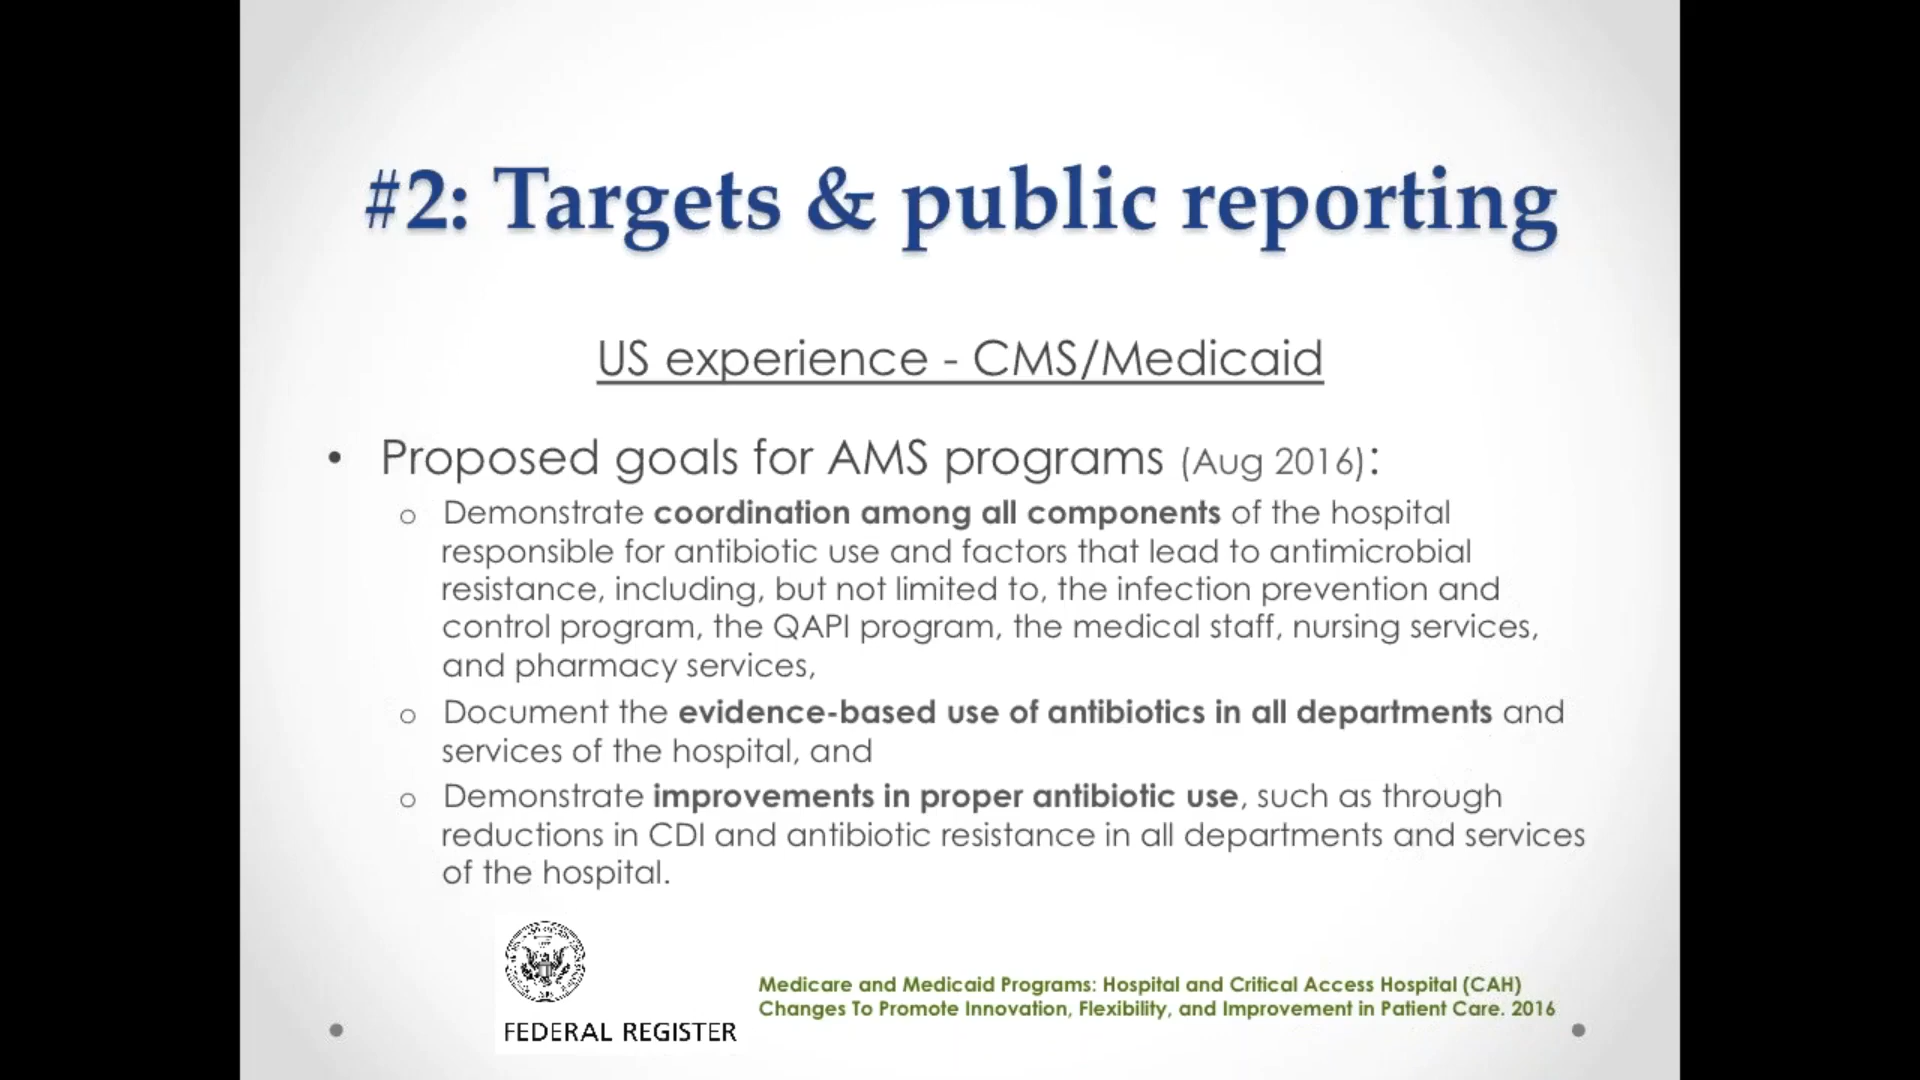 #2: Targets & public reporting
US experience - CMS/Medicaid
• Proposed goals for AMS programs (Aug 2016):
o Demonstrate coordination among all components of the hospital
responsible for antibiotic use and factors that lead to antimicrobial
resistance, including, but not limited to, the infection prevention and
control program, the QAPI program, the medical staff, nursing services,
and pharmacy services,
o Document the evidence-based use of antibiotics in all departments and
services of the hospital, and
o Demonstrate improvements in proper antibiotic use, such as through
reductions in CDI and antibiotic resistance in all departments and services
of the hospital.
FEDERAL REGISTER
Medicare and Medicaid Programs: Hospital and Critical Access Hospital (CAH)
Changes To Promote Innovation, Flexibility, and Improvement in Patient Care. 2016